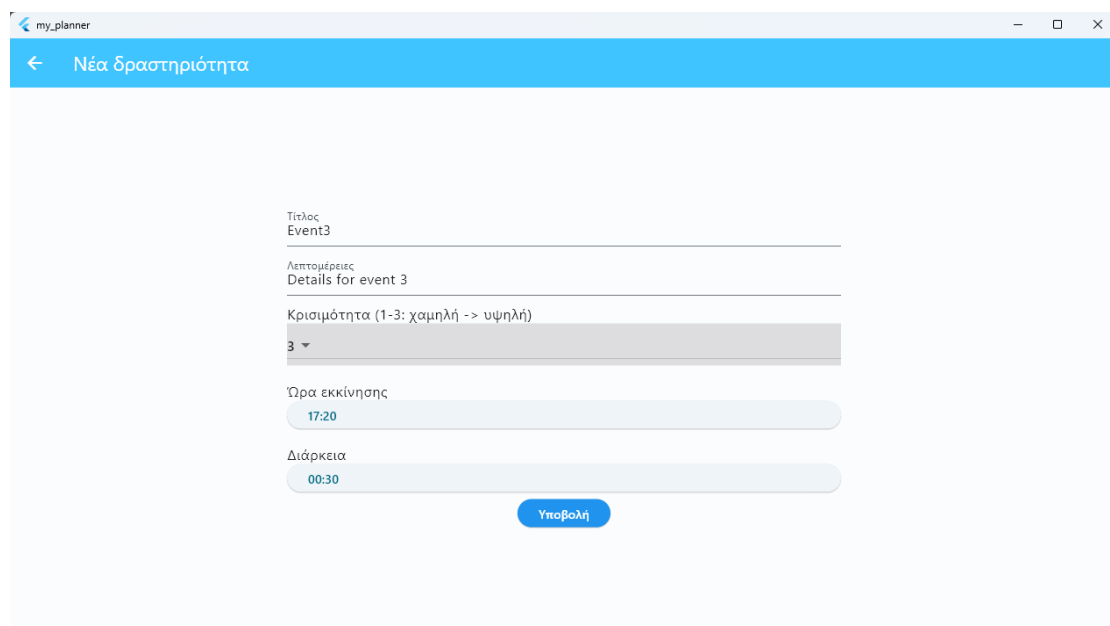 my_planner
Νέα δραστηριότητα
Τίτλος
Event3
Λεπτομέρειες
Details for event 3
Κρισιμότητα (1-3: χαμηλή -> υψηλή)
3
Ώρα εκκίνησης
17:20
Διάρκεια
00:30
Υποβολή